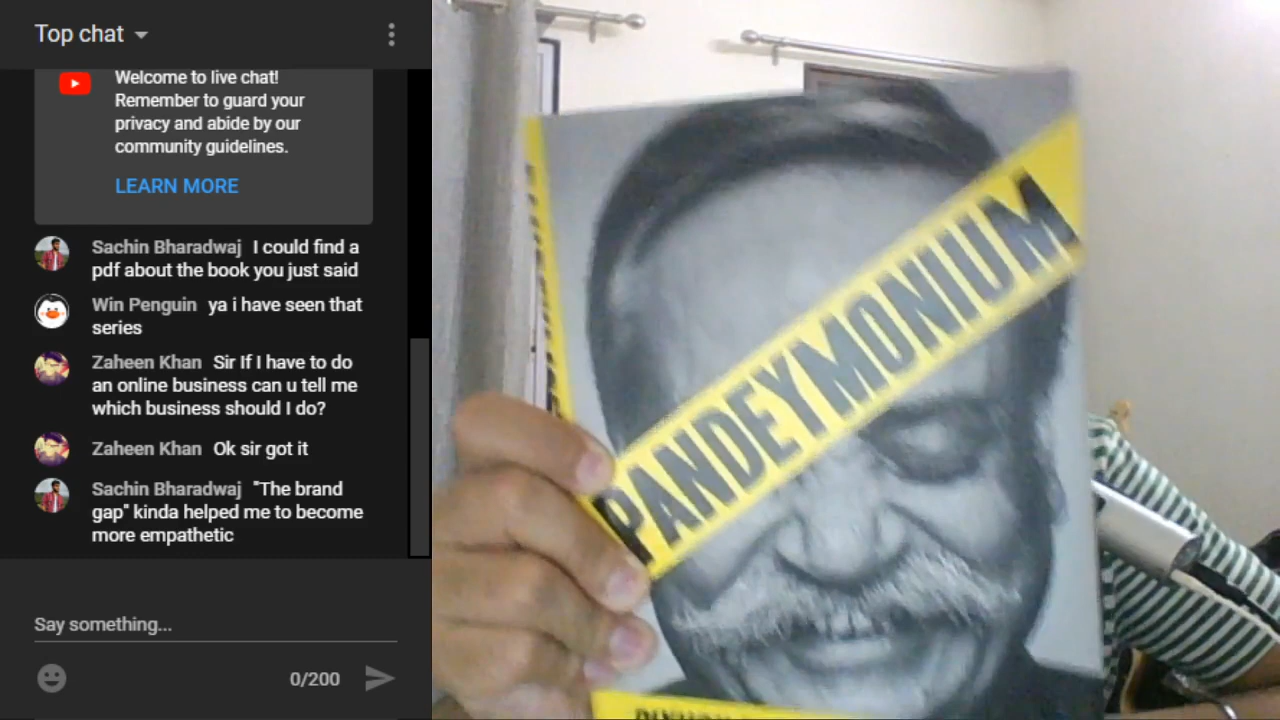 Top chat
Welcome to live chat!
Remember to guard your
privacy and abide by our
community guidelines.
LEARN MORE
Sachin Bharadwaj I could find a
pdf about the book you just said
Win Penguin ya i have seen that
series
Zaheen Khan Sir If I have to do
an online business can u tell me
which business should I do?
Zaheen Khan Ok sir got it
Sachin Bharadwaj "The brand
gap" kinda helped me to become
more empathetic
Say something...
0/200
PANDEYMONIUM